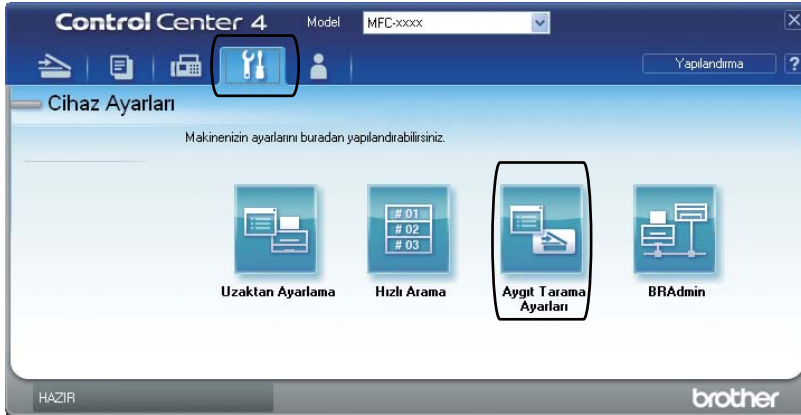 Control Center 4
Model
MFC-xxxx
Yapılandırma
?
Cihaz Ayarları
Makinenizin ayarlarını buradan yapılandırabilirsiniz.
# 01
# 02
# 03
Uzaktan Ayarlama
Hızlı Arama
Aygıt Tarama
Ayarları
BRAdmin
HAZIR
brother